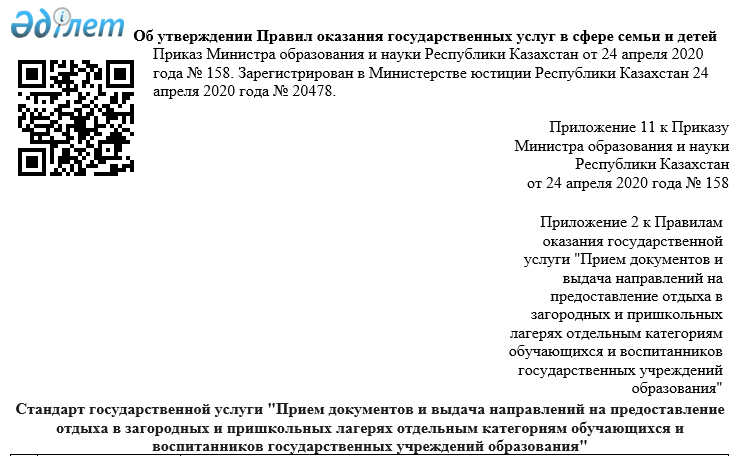 Әділет
Об утверждении Правил оказания государственных услуг в сфере семьи и детей
Приказ Министра образования и науки Республики Казахстан от 24 апреля 2020
года № 158. Зарегистрирован в Министерстве юстиции Республики Казахстан 24
апреля 2020 года № 20478.
Приложение 11 к Приказу
Министра образования и науки
Республики Казахстан
от 24 апреля 2020 года № 158
Приложение 2 к Правилам
оказания государственной
услуги "Прием документов и
выдача направлений на
предоставление отдыха в
загородных и пришкольных
лагерях отдельным категориям
обучающихся и воспитанников
государственных учреждений
образования"
Стандарт государственной услуги "Прием документов и выдача направлений на предоставление
отдыха в загородных и пришкольных лагерях отдельным категориям обучающихся и
воспитанников государственных учреждений образования"